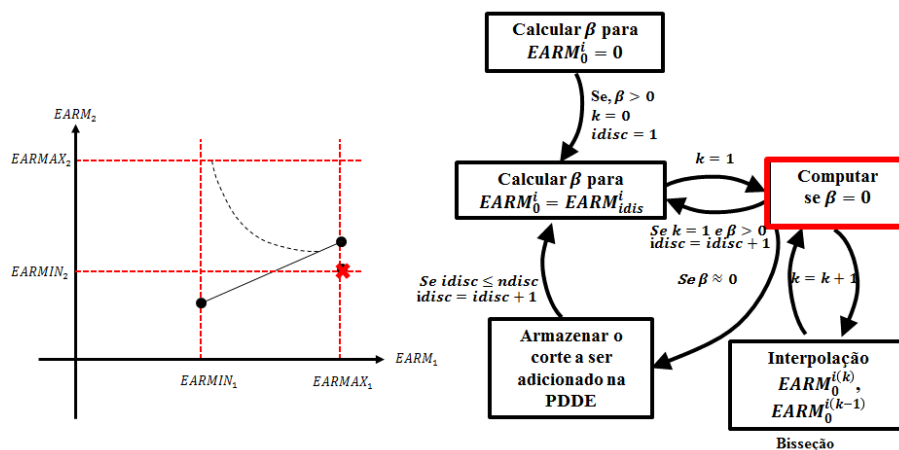 EARM₂
EARMAX₂
EARMIN₂
EARMIN₁
EARMAX₁
EARM₁
Calcular β para
EARM₀ⁱ = 0
Se, β > 0
k = 0
idisc = 1
Calcular β para
EARM₀ⁱ = EARMⁱ_idis
k = 1
Computar
se β = 0
Se k = 1 e β > 0
idisc = idisc + 1
Se β ≈ 0
k = k + 1
Se idisc ≤ ndisc
idisc = idisc + 1
Armazenar o
corte a ser
adicionado na
PDDE
Interpolação
EARM₀^i(k),
EARM₀^i(k−1)
Bisseção